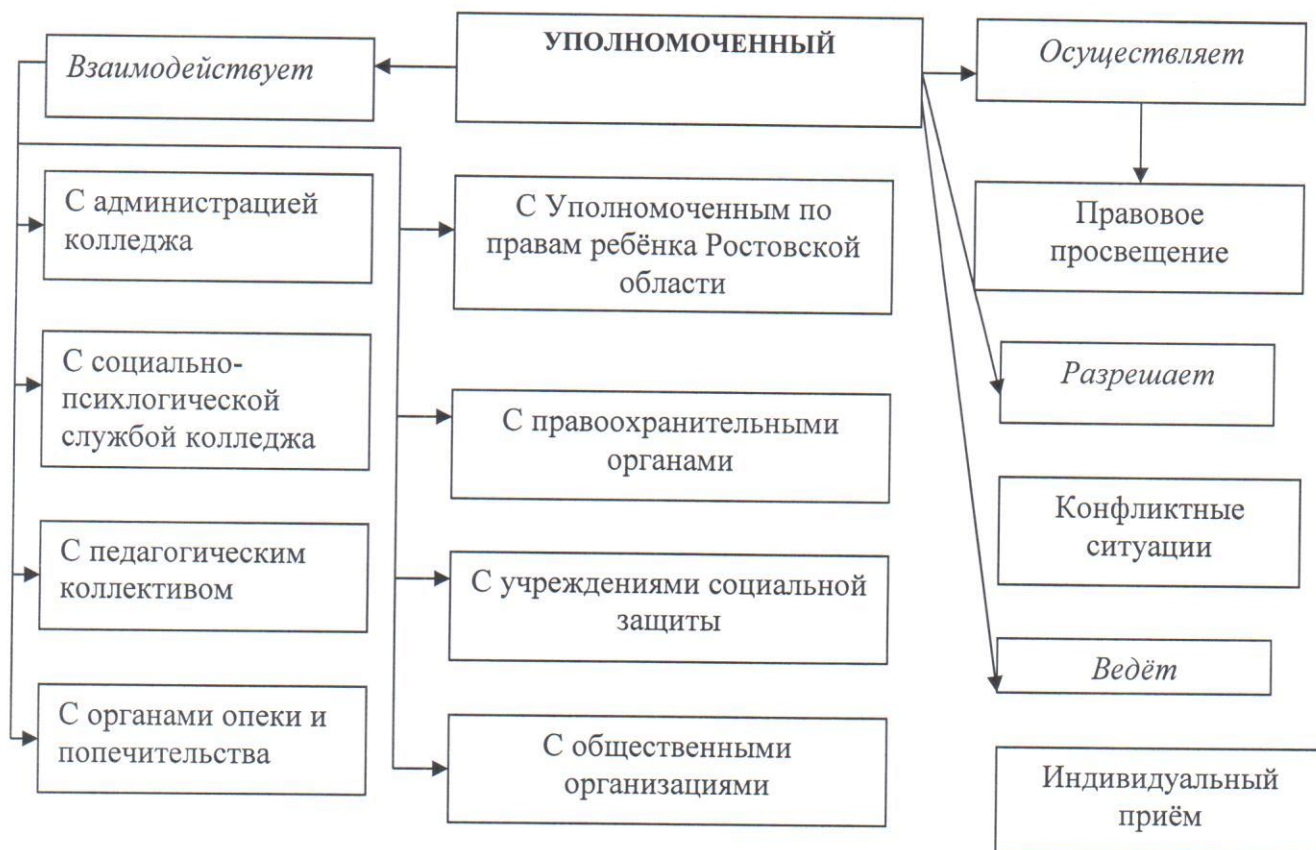 УПОЛНОМОЧЕННЫЙ
Взаимодействует
Осуществляет
С администрацией
колледжа
С социально-
психлогической
службой колледжа
С педагогическим
коллективом
С органами опеки и
попечительства
С Уполномоченным по
правам ребёнка Ростовской
области
С правоохранительными
органами
С учреждениями социальной
защиты
С общественными
организациями
Правовое
просвещение
Разрешает
Конфликтные
ситуации
Ведёт
Индивидуальный
приём